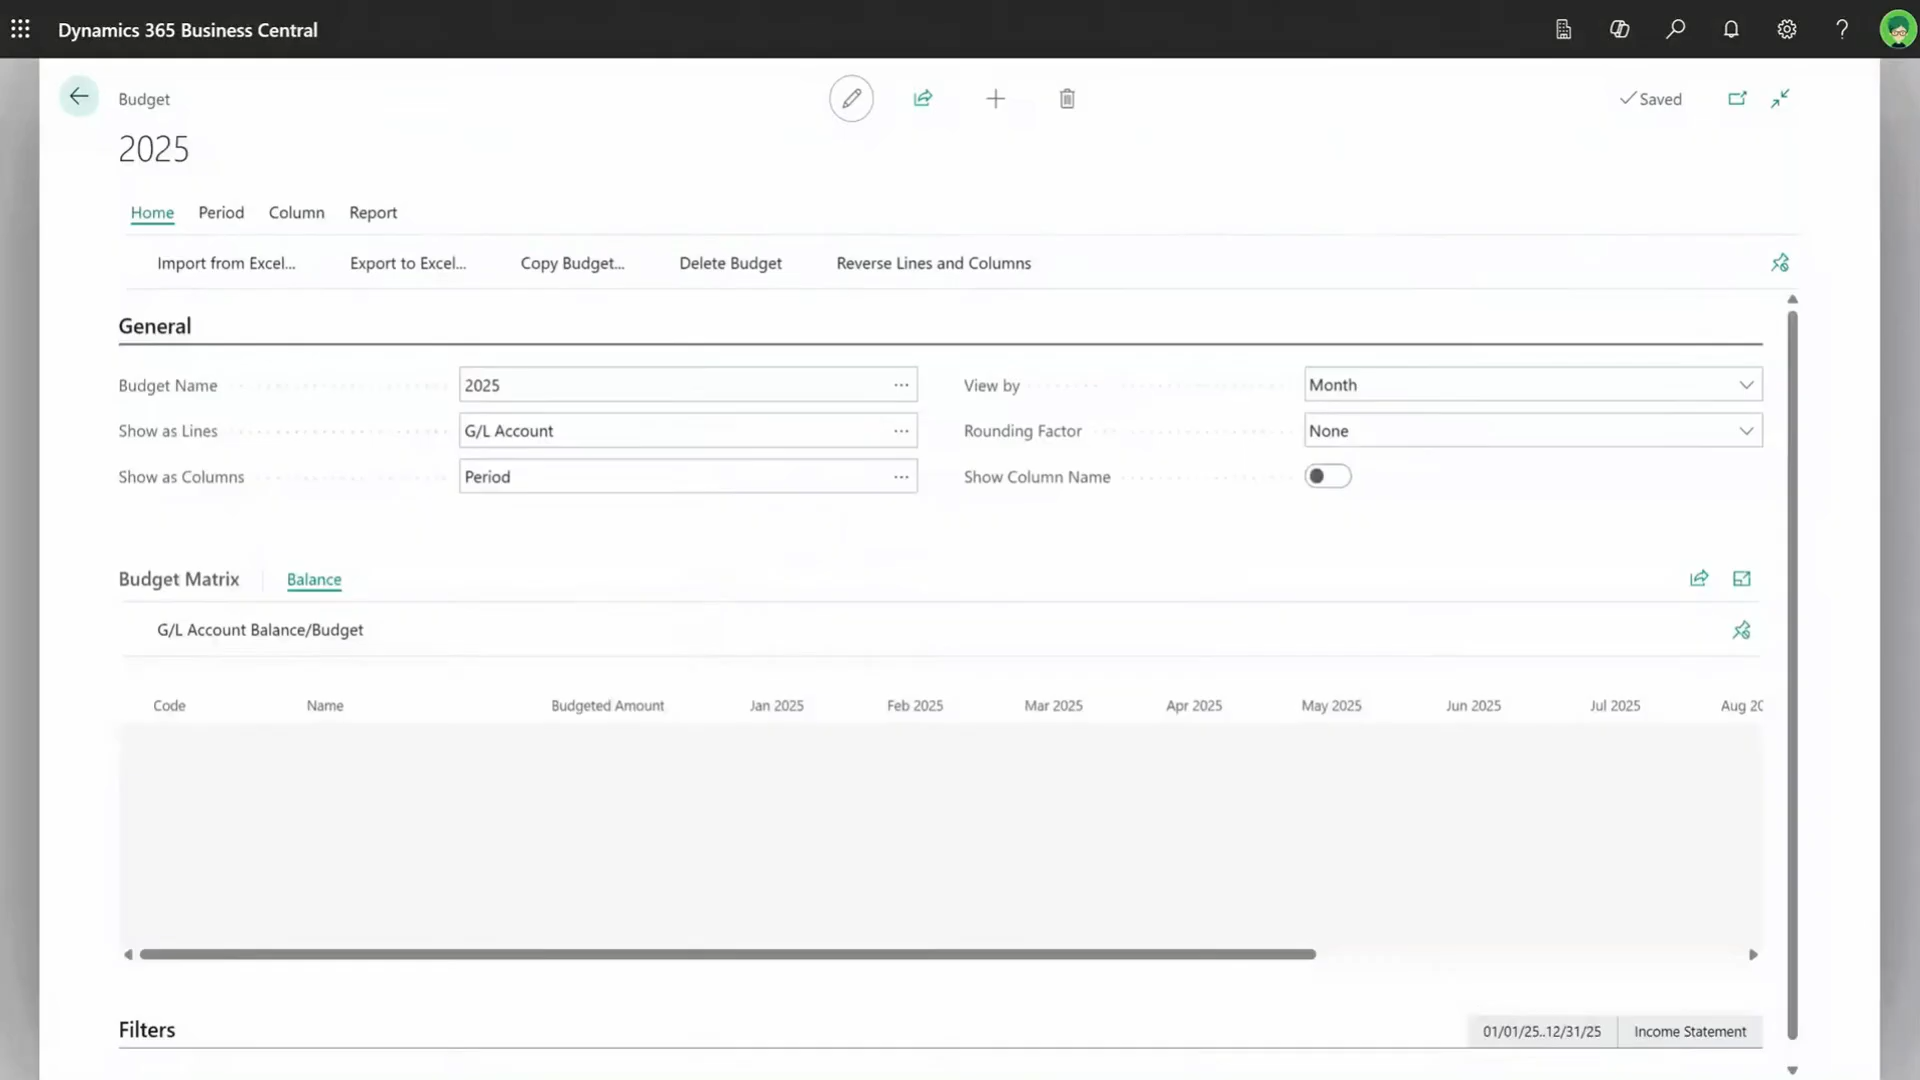 Dynamics 365 Business Central
Budget
Saved
2025
Home Period Column Report
Import from Excel... Export to Excel... Copy Budget... Delete Budget Reverse Lines and Columns
General
Budget Name 2025 View by Month
Show as Lines G/L Account Rounding Factor None
Show as Columns Period Show Column Name
Budget Matrix Balance
G/L Account Balance/Budget
Code Name Budgeted Amount Jan 2025 Feb 2025 Mar 2025 Apr 2025 May 2025 Jun 2025 Jul 2025 Aug 20
Filters 01/01/25..12/31/25 Income Statement